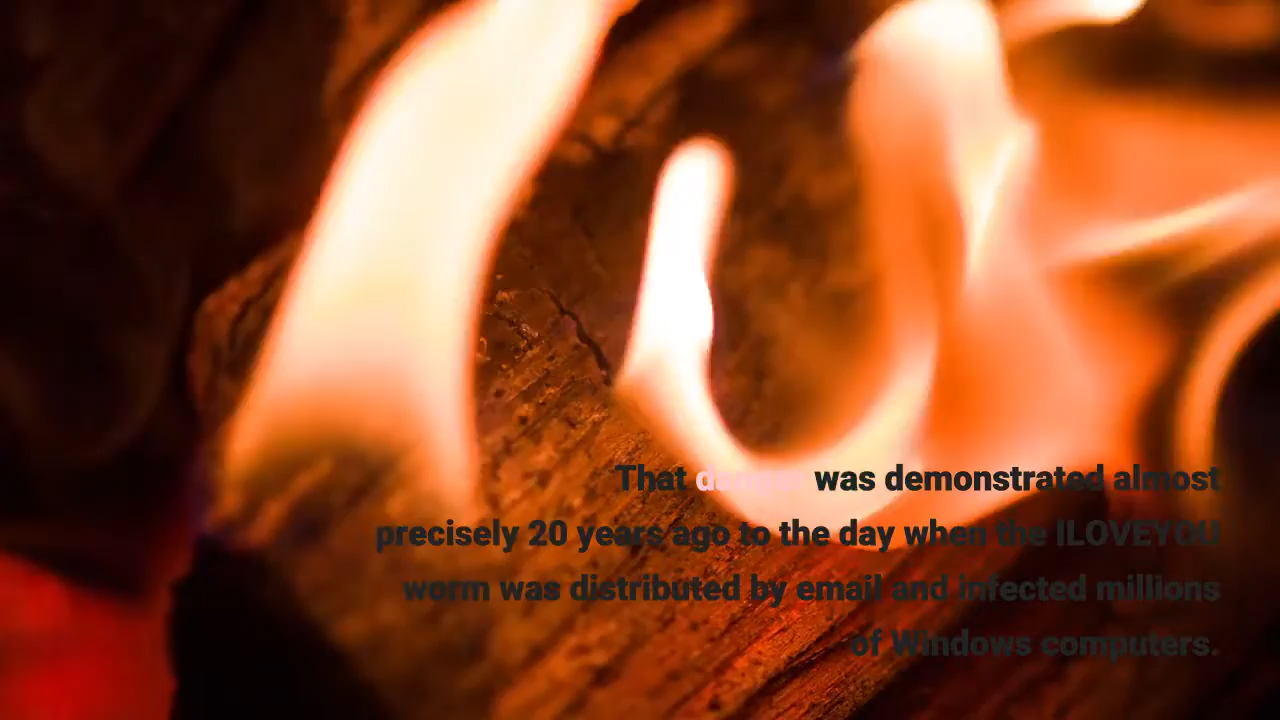 That danger was demonstrated almost
precisely 20 years ago to the day when the ILOVEYOU
worm was distributed by email and infected millions
of Windows computers.